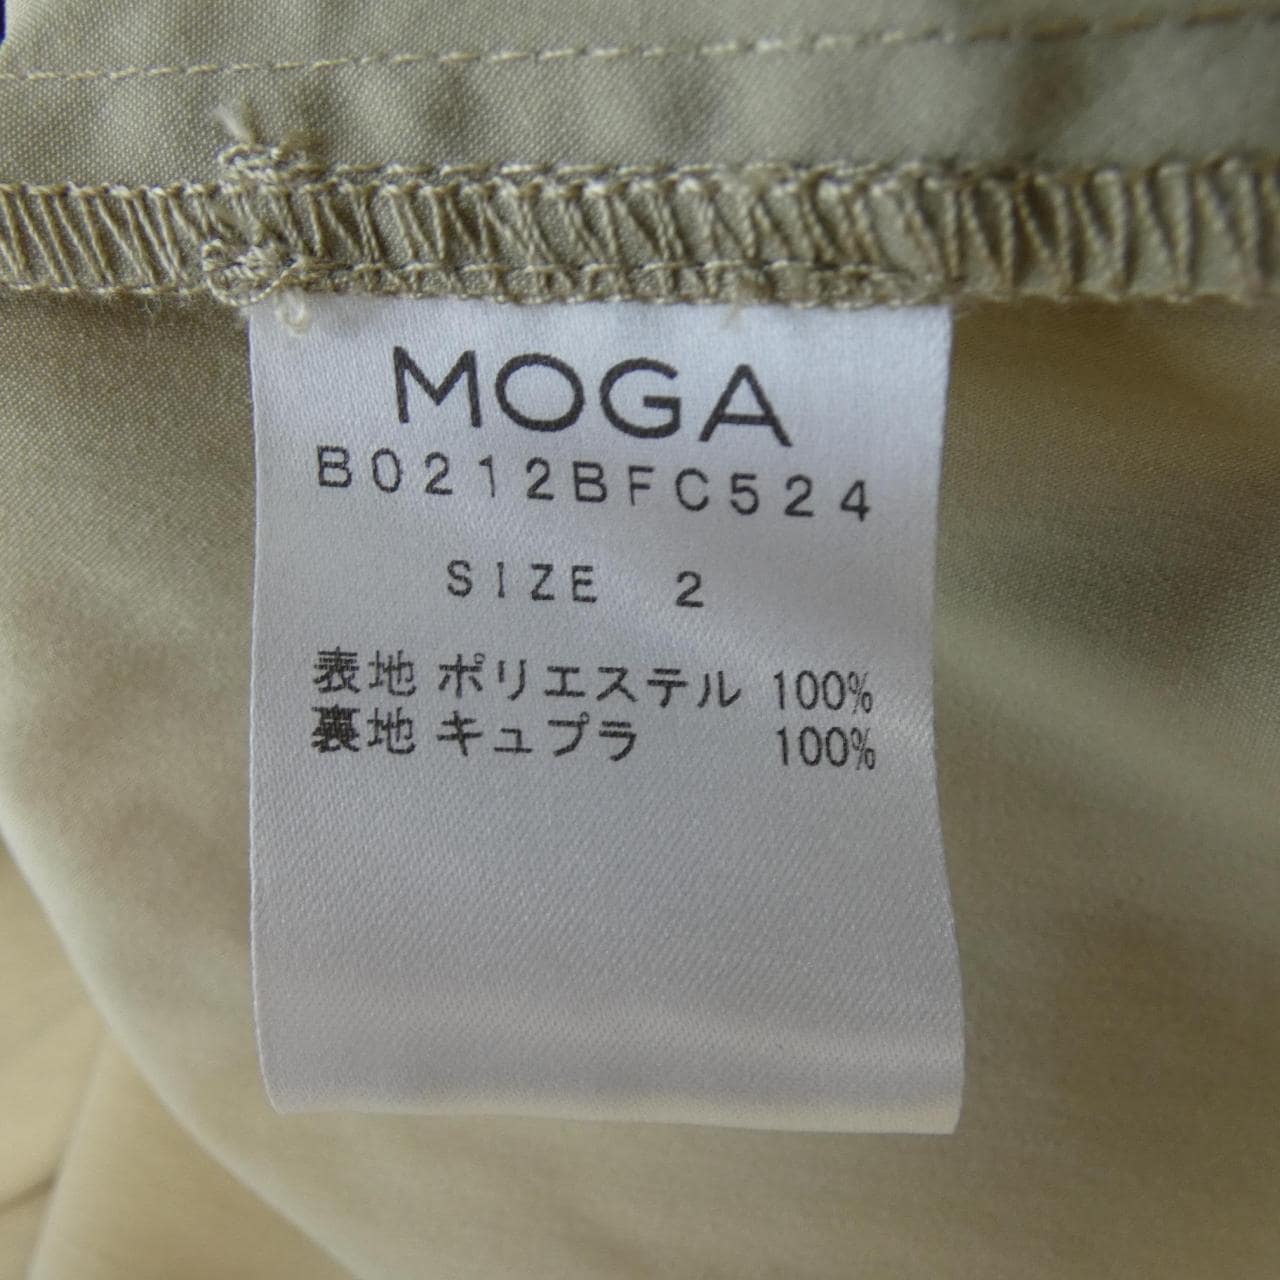 MOGA
B0212BFC524
SIZE 2
表地 ポリエステル 100%
裏地 キュプラ 100%